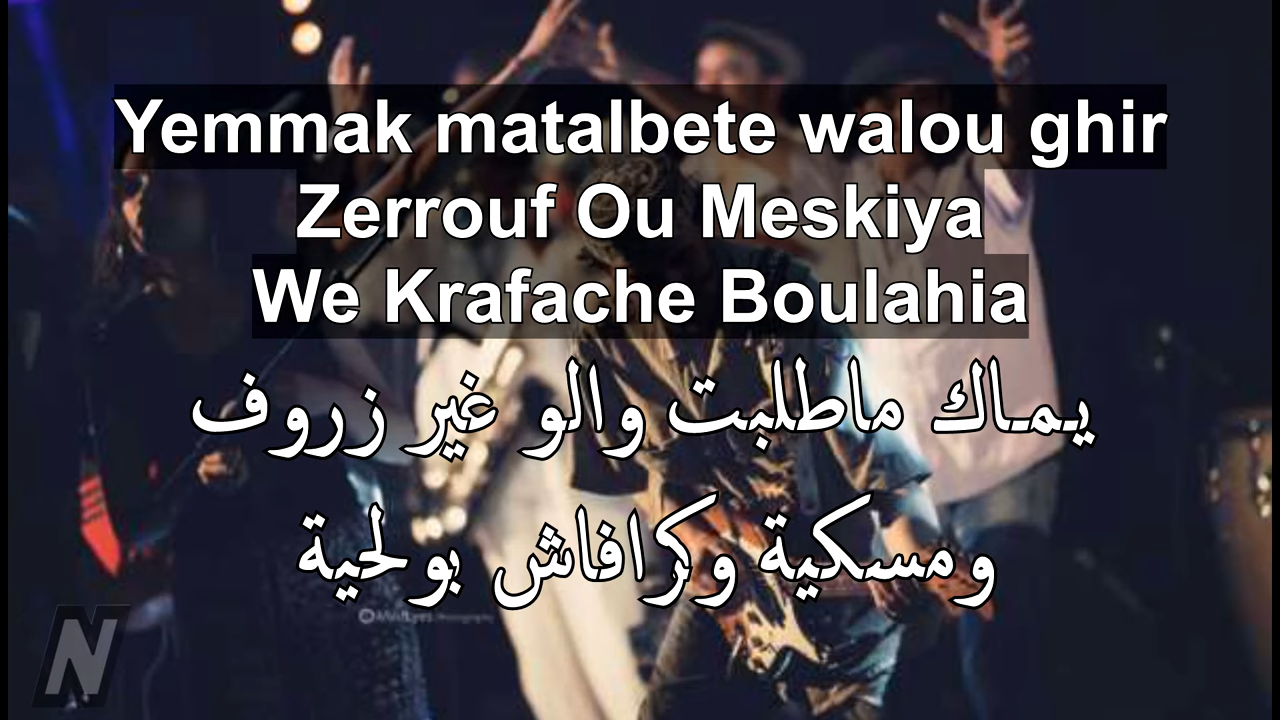 Yemmak matalbete walou ghir
Zerrouf Ou Meskiya
We Krafache Boulahia
يماك ماطلبت والو غير زروف
ومسكية وكرافاش بولحية
N